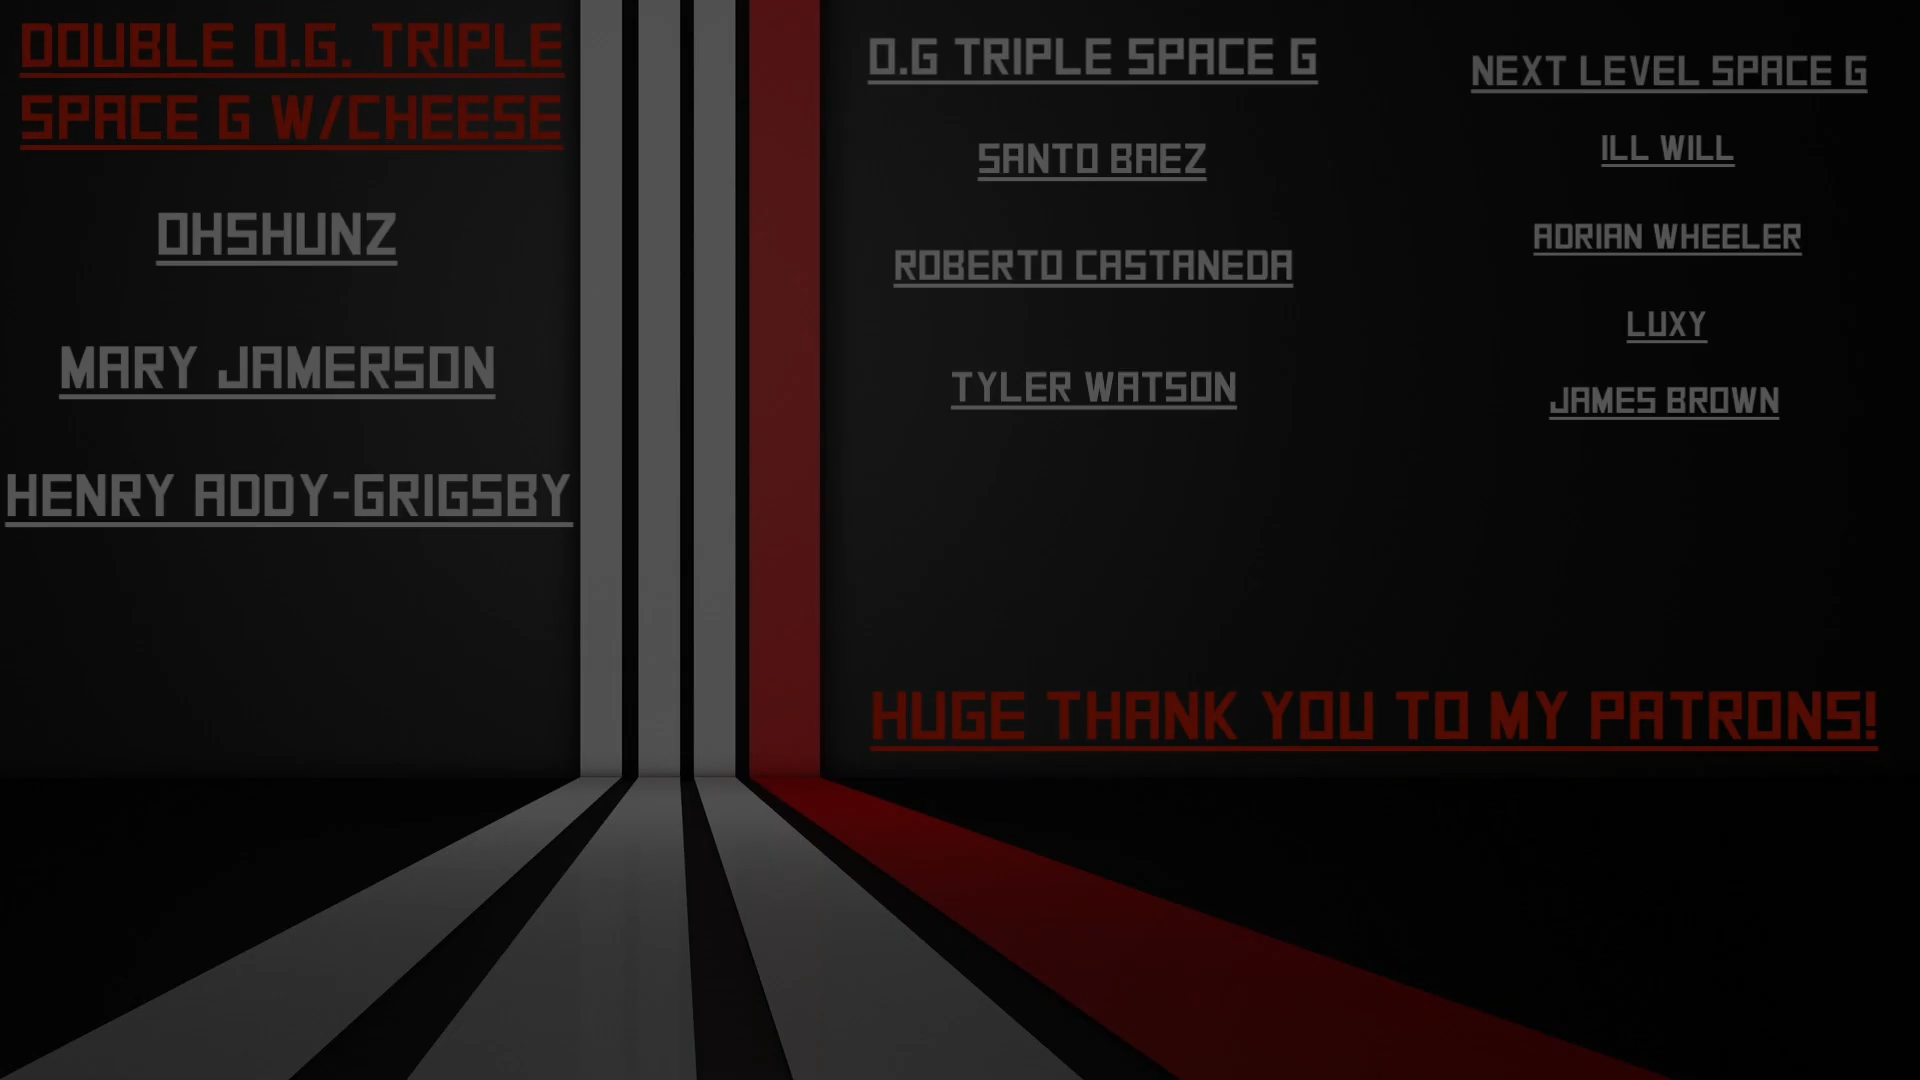 DOUBLE O.G. TRIPLE
SPACE G W/CHEESE
OHSHUNZ
MARY JAMERSON
HENRY ADDY-GRIGSBY
O.G TRIPLE SPACE G
SANTO BAEZ
ROBERTO CASTANEDA
TYLER WATSON
NEXT LEVEL SPACE G
ILL WILL
ADRIAN WHEELER
LUXY
JAMES BROWN
HUGE THANK YOU TO MY PATRONS!